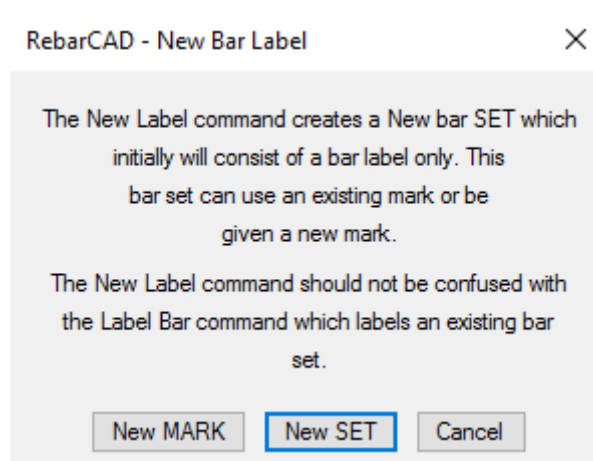 RebarCAD - New Bar Label
The New Label command creates a New bar SET which
initially will consist of a bar label only. This
bar set can use an existing mark or be
given a new mark.
The New Label command should not be confused with
the Label Bar command which labels an existing bar
set.
New MARK New SET Cancel